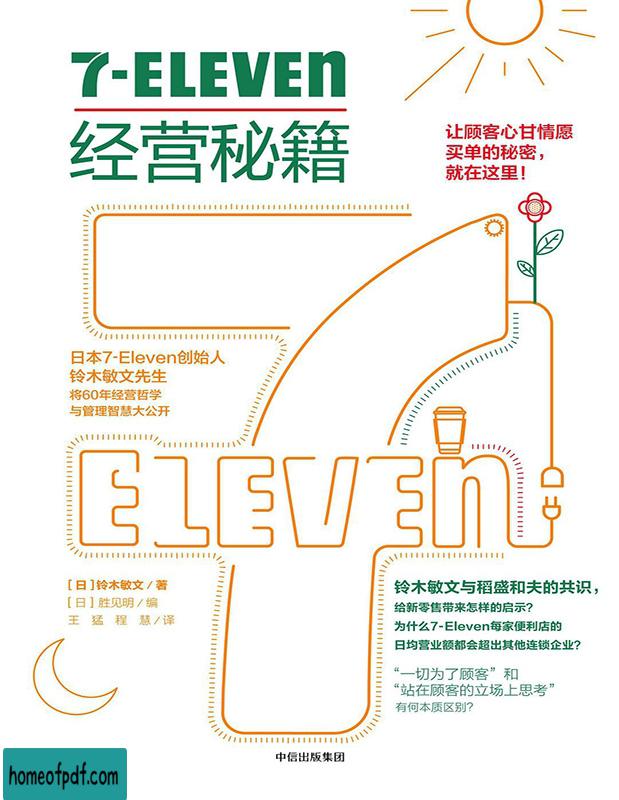 7-ELEVEn
经营秘籍
让顾客心甘情愿
买单的秘密，
就在这里！
日本7-Eleven创始人
铃木敏文先生
将60年经营哲学
与管理智慧大公开
7
ELEVEn
［日］铃木敏文／著
［日］胜见明／编
王 猛 程 慧／译
铃木敏文与稻盛和夫的共识，
给新零售带来怎样的启示？
为什么7-Eleven每家便利店的
日均营业额都会超出其他连锁企业？
“一切为了顾客”和
“站在顾客的立场上思考”
有何本质区别？
中信出版集团
homeofpdf.com